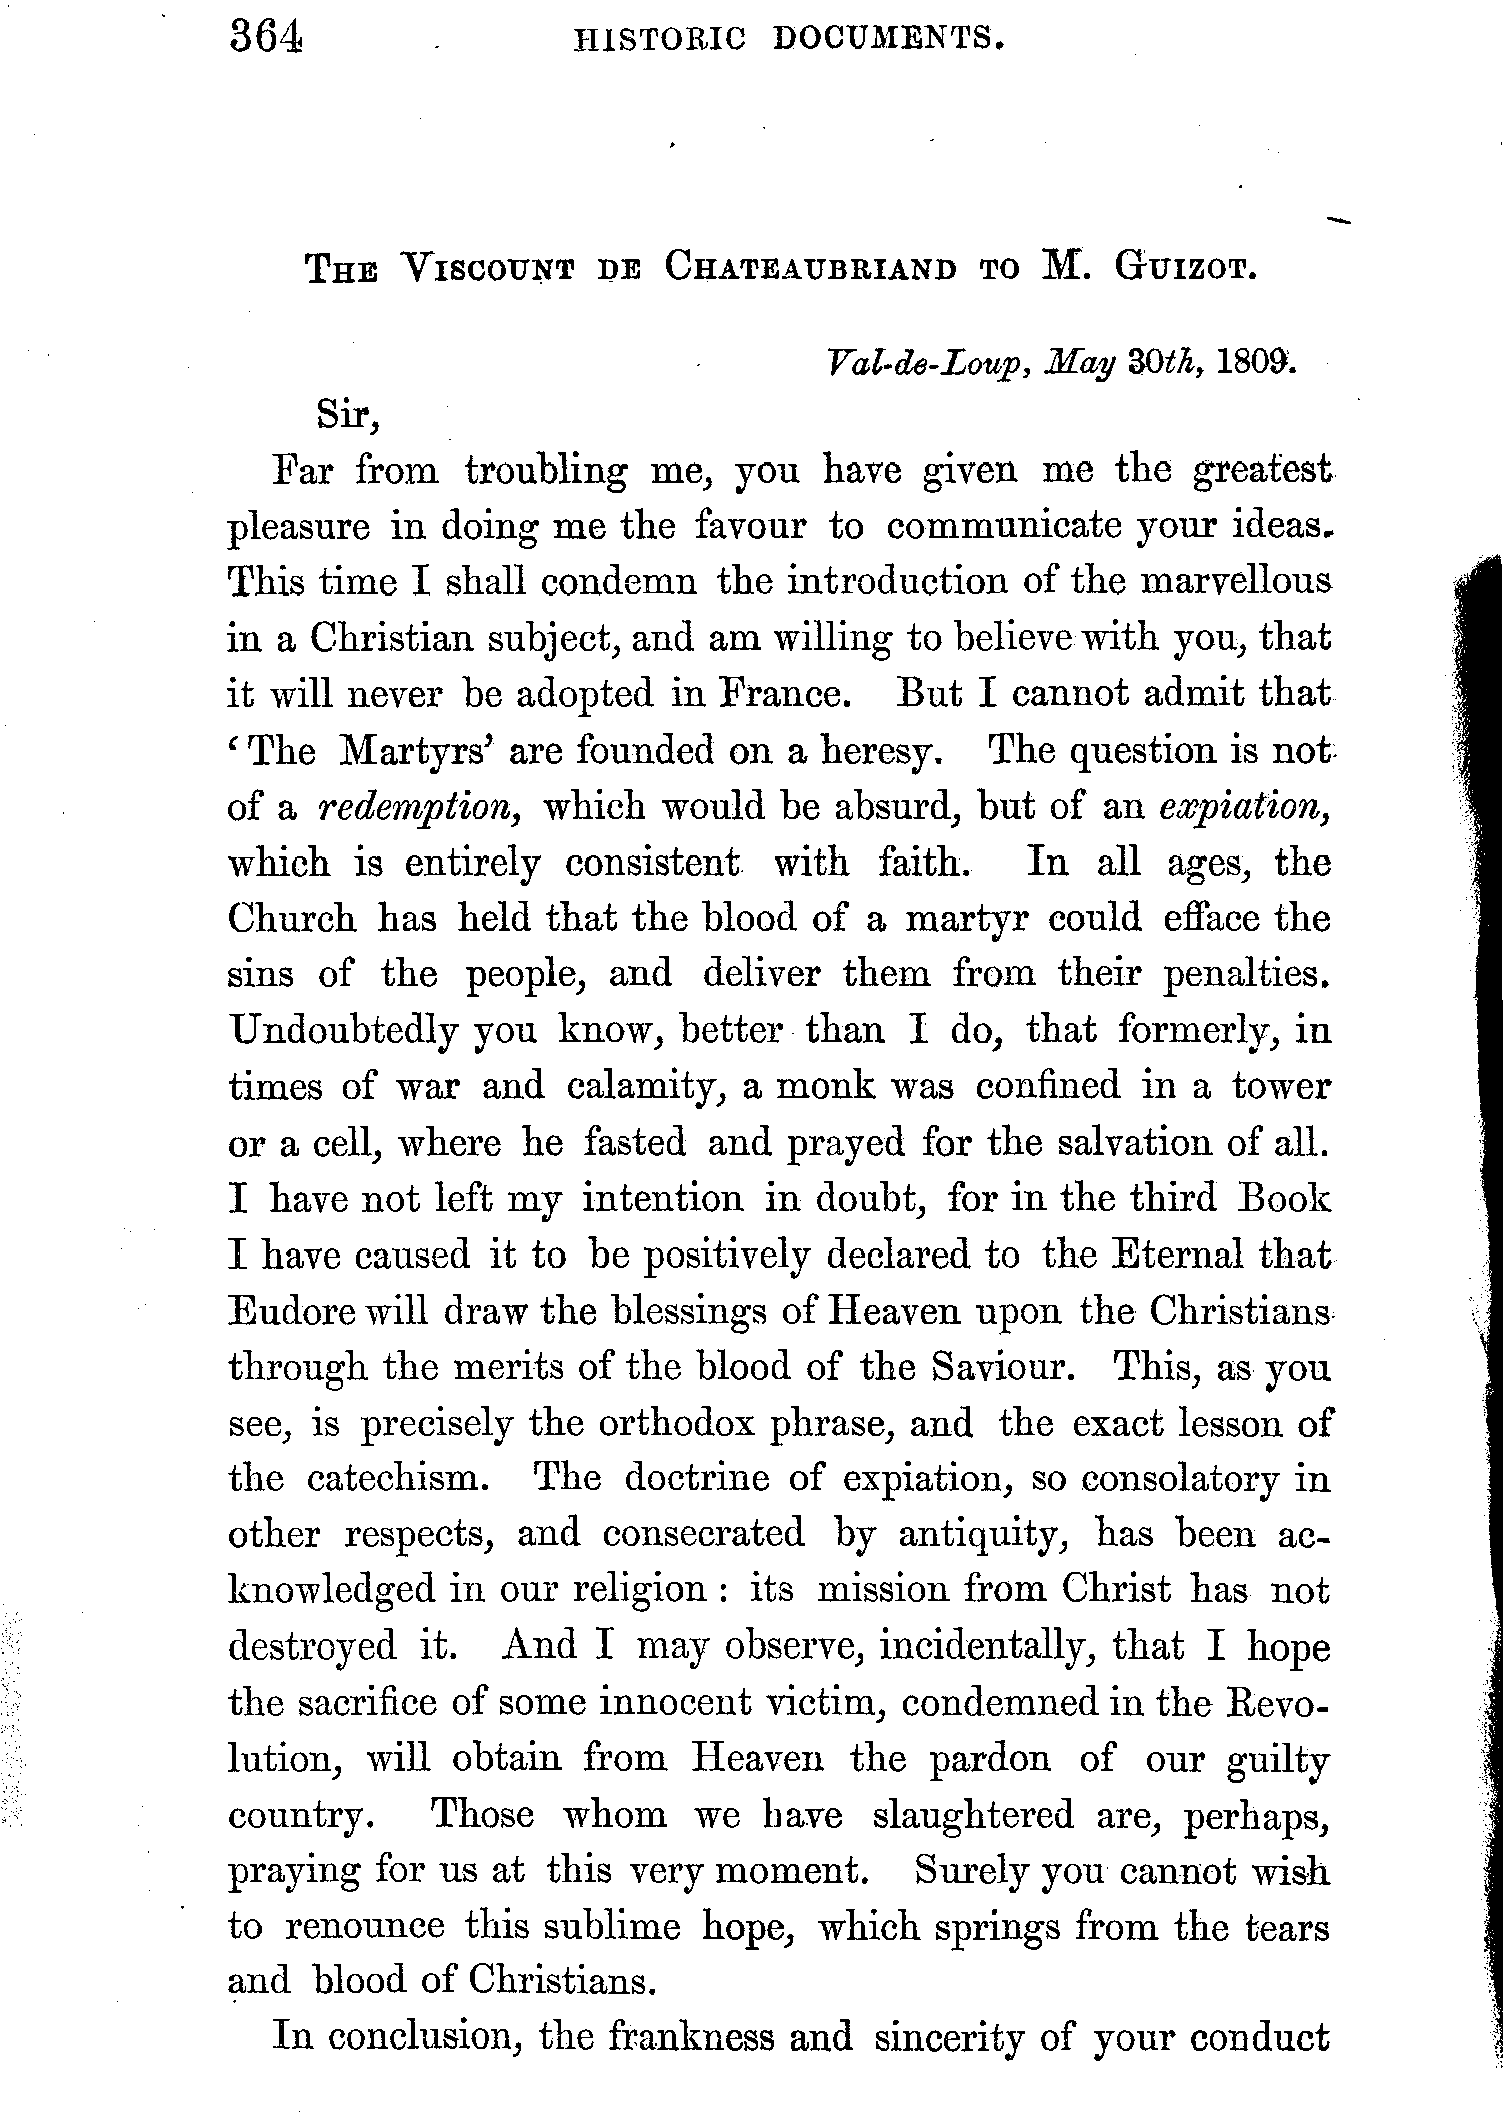 364 HISTORIC DOCUMENTS.
THE VISCOUNT DE CHATEAUBRIAND TO M. GUIZOT.
Val-de-Loup, May 30th, 1809.
Sir,
Far from troubling me, you have given me the greatest
pleasure in doing me the favour to communicate your ideas.
This time I shall condemn the introduction of the marvellous
in a Christian subject, and am willing to believe with you, that
it will never be adopted in France. But I cannot admit that
‘The Martyrs’ are founded on a heresy. The question is not
of a redemption, which would be absurd, but of an expiation,
which is entirely consistent with faith. In all ages, the
Church has held that the blood of a martyr could efface the
sins of the people, and deliver them from their penalties.
Undoubtedly you know, better than I do, that formerly, in
times of war and calamity, a monk was confined in a tower
or a cell, where he fasted and prayed for the salvation of all.
I have not left my intention in doubt, for in the third Book
I have caused it to be positively declared to the Eternal that
Eudore will draw the blessings of Heaven upon the Christians
through the merits of the blood of the Saviour. This, as you
see, is precisely the orthodox phrase, and the exact lesson of
the catechism. The doctrine of expiation, so consolatory in
other respects, and consecrated by antiquity, has been ac-
knowledged in our religion : its mission from Christ has not
destroyed it. And I may observe, incidentally, that I hope
the sacrifice of some innocent victim, condemned in the Revo-
lution, will obtain from Heaven the pardon of our guilty
country. Those whom we have slaughtered are, perhaps,
praying for us at this very moment. Surely you cannot wish
to renounce this sublime hope, which springs from the tears
and blood of Christians.
In conclusion, the frankness and sincerity of your conduct